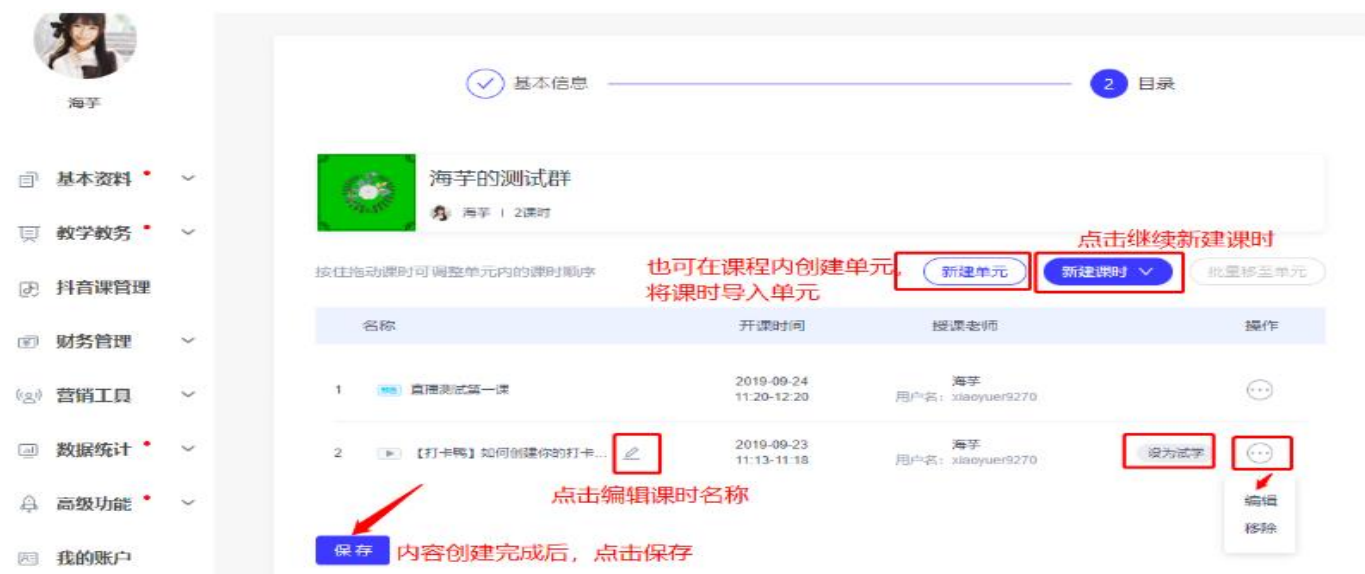 海芋
基本资料
教学教务
抖音课管理
财务管理
营销工具
数据统计
高级功能
我的账户
基本信息
2 目录
海芋的测试群
海芋 | 2课时
点击继续新建课时
按住拖动课时可调整单元内的课时顺序
也可在课程内创建单元,
将课时导入单元
新建单元
新建课时
批量移至单元
名称 开课时间 授课老师 操作
1 直播测试第一课 2019-09-24 海芋
11:20-12:20 用户名: xiaoyuer9270
2 【打卡鸭】如何创建你的打卡... 2019-09-23 海芋 设为试学
11:13-11:18 用户名: xiaoyuer9270
点击编辑课时名称
编辑
移除
保存 内容创建完成后，点击保存